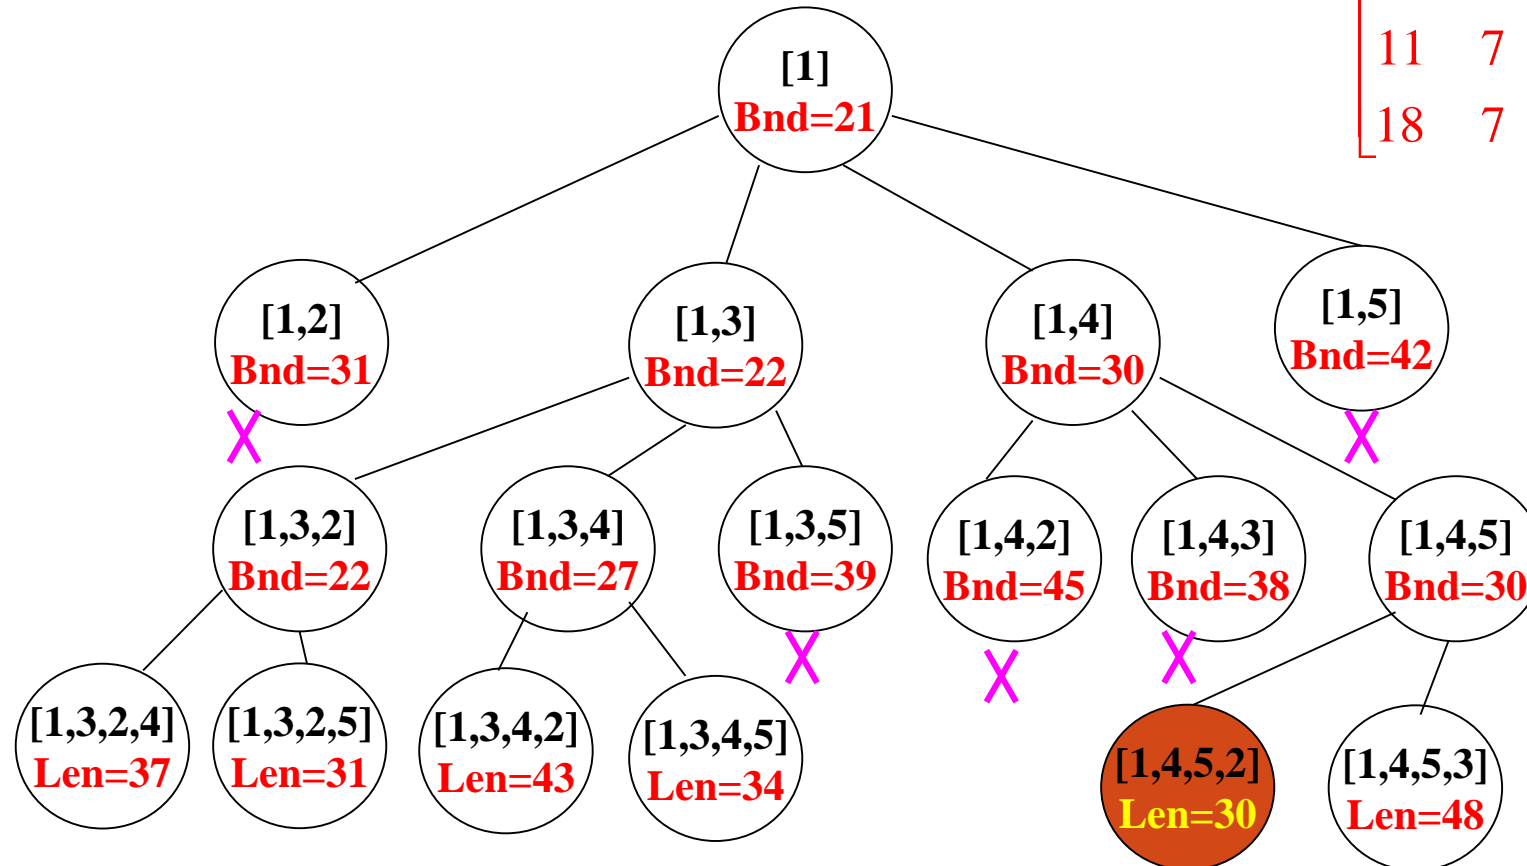 11 7
18 7
[1]
Bnd=21
[1,2]
Bnd=31
[1,3]
Bnd=22
[1,4]
Bnd=30
[1,5]
Bnd=42
[1,3,2]
Bnd=22
[1,3,4]
Bnd=27
[1,3,5]
Bnd=39
[1,4,2]
Bnd=45
[1,4,3]
Bnd=38
[1,4,5]
Bnd=30
[1,3,2,4]
Len=37
[1,3,2,5]
Len=31
[1,3,4,2]
Len=43
[1,3,4,5]
Len=34
[1,4,5,2]
Len=30
[1,4,5,3]
Len=48